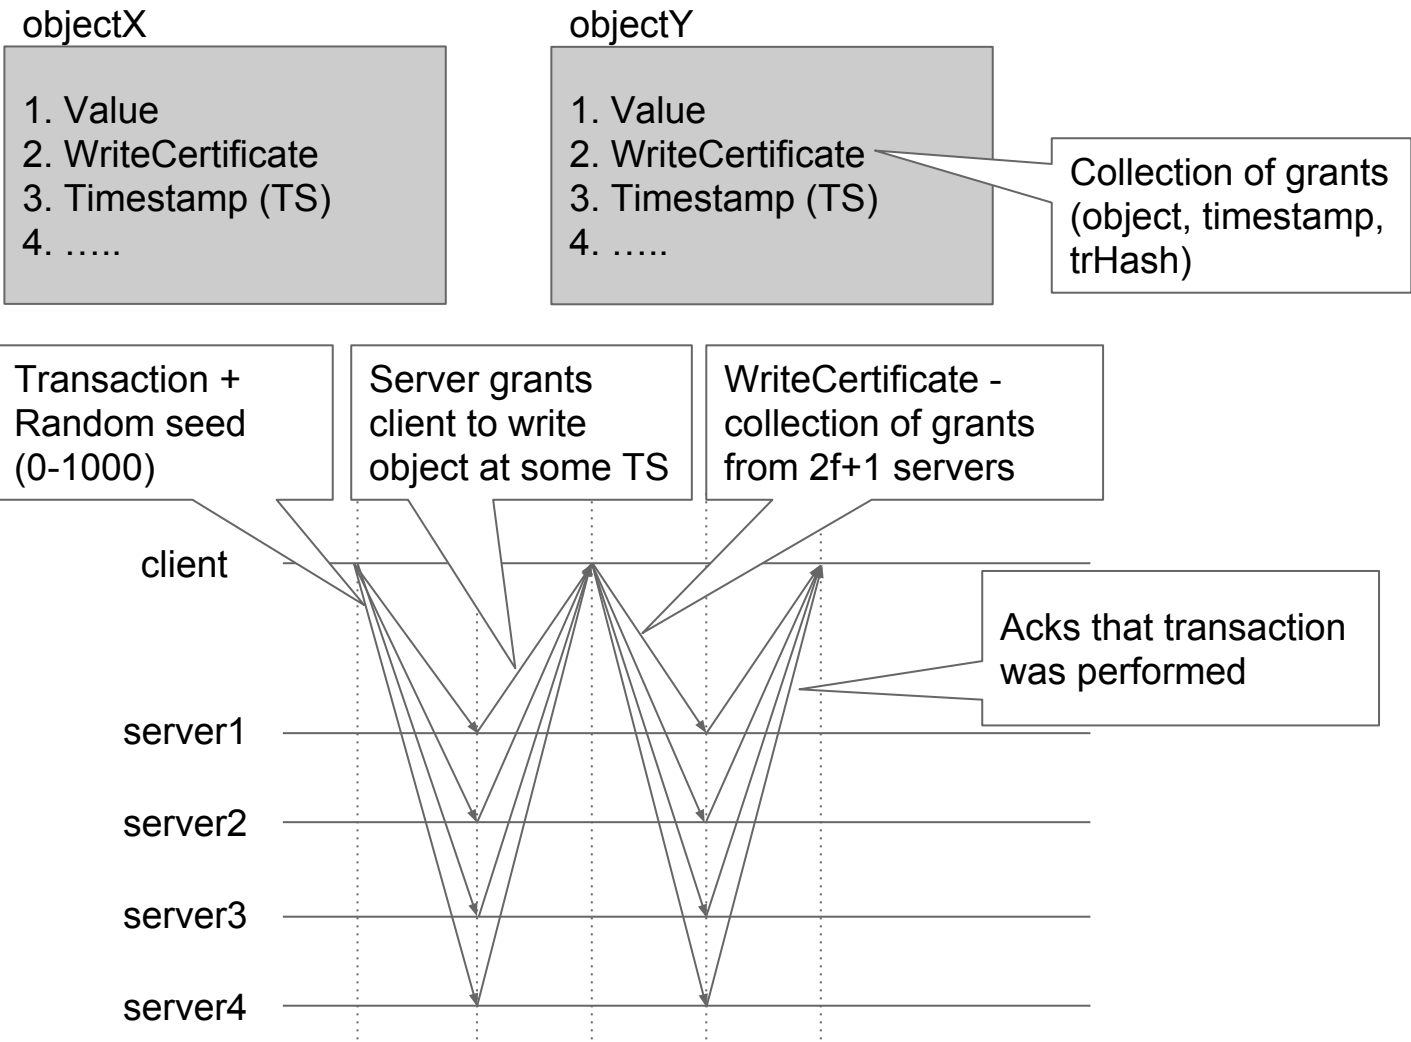 objectX
1. Value
2. WriteCertificate
3. Timestamp (TS)
4. …..
objectY
1. Value
2. WriteCertificate
3. Timestamp (TS)
4. …..
Collection of grants
(object, timestamp,
trHash)
Transaction +
Random seed
(0-1000)
Server grants
client to write
object at some TS
WriteCertificate -
collection of grants
from 2f+1 servers
client
Acks that transaction
was performed
server1
server2
server3
server4